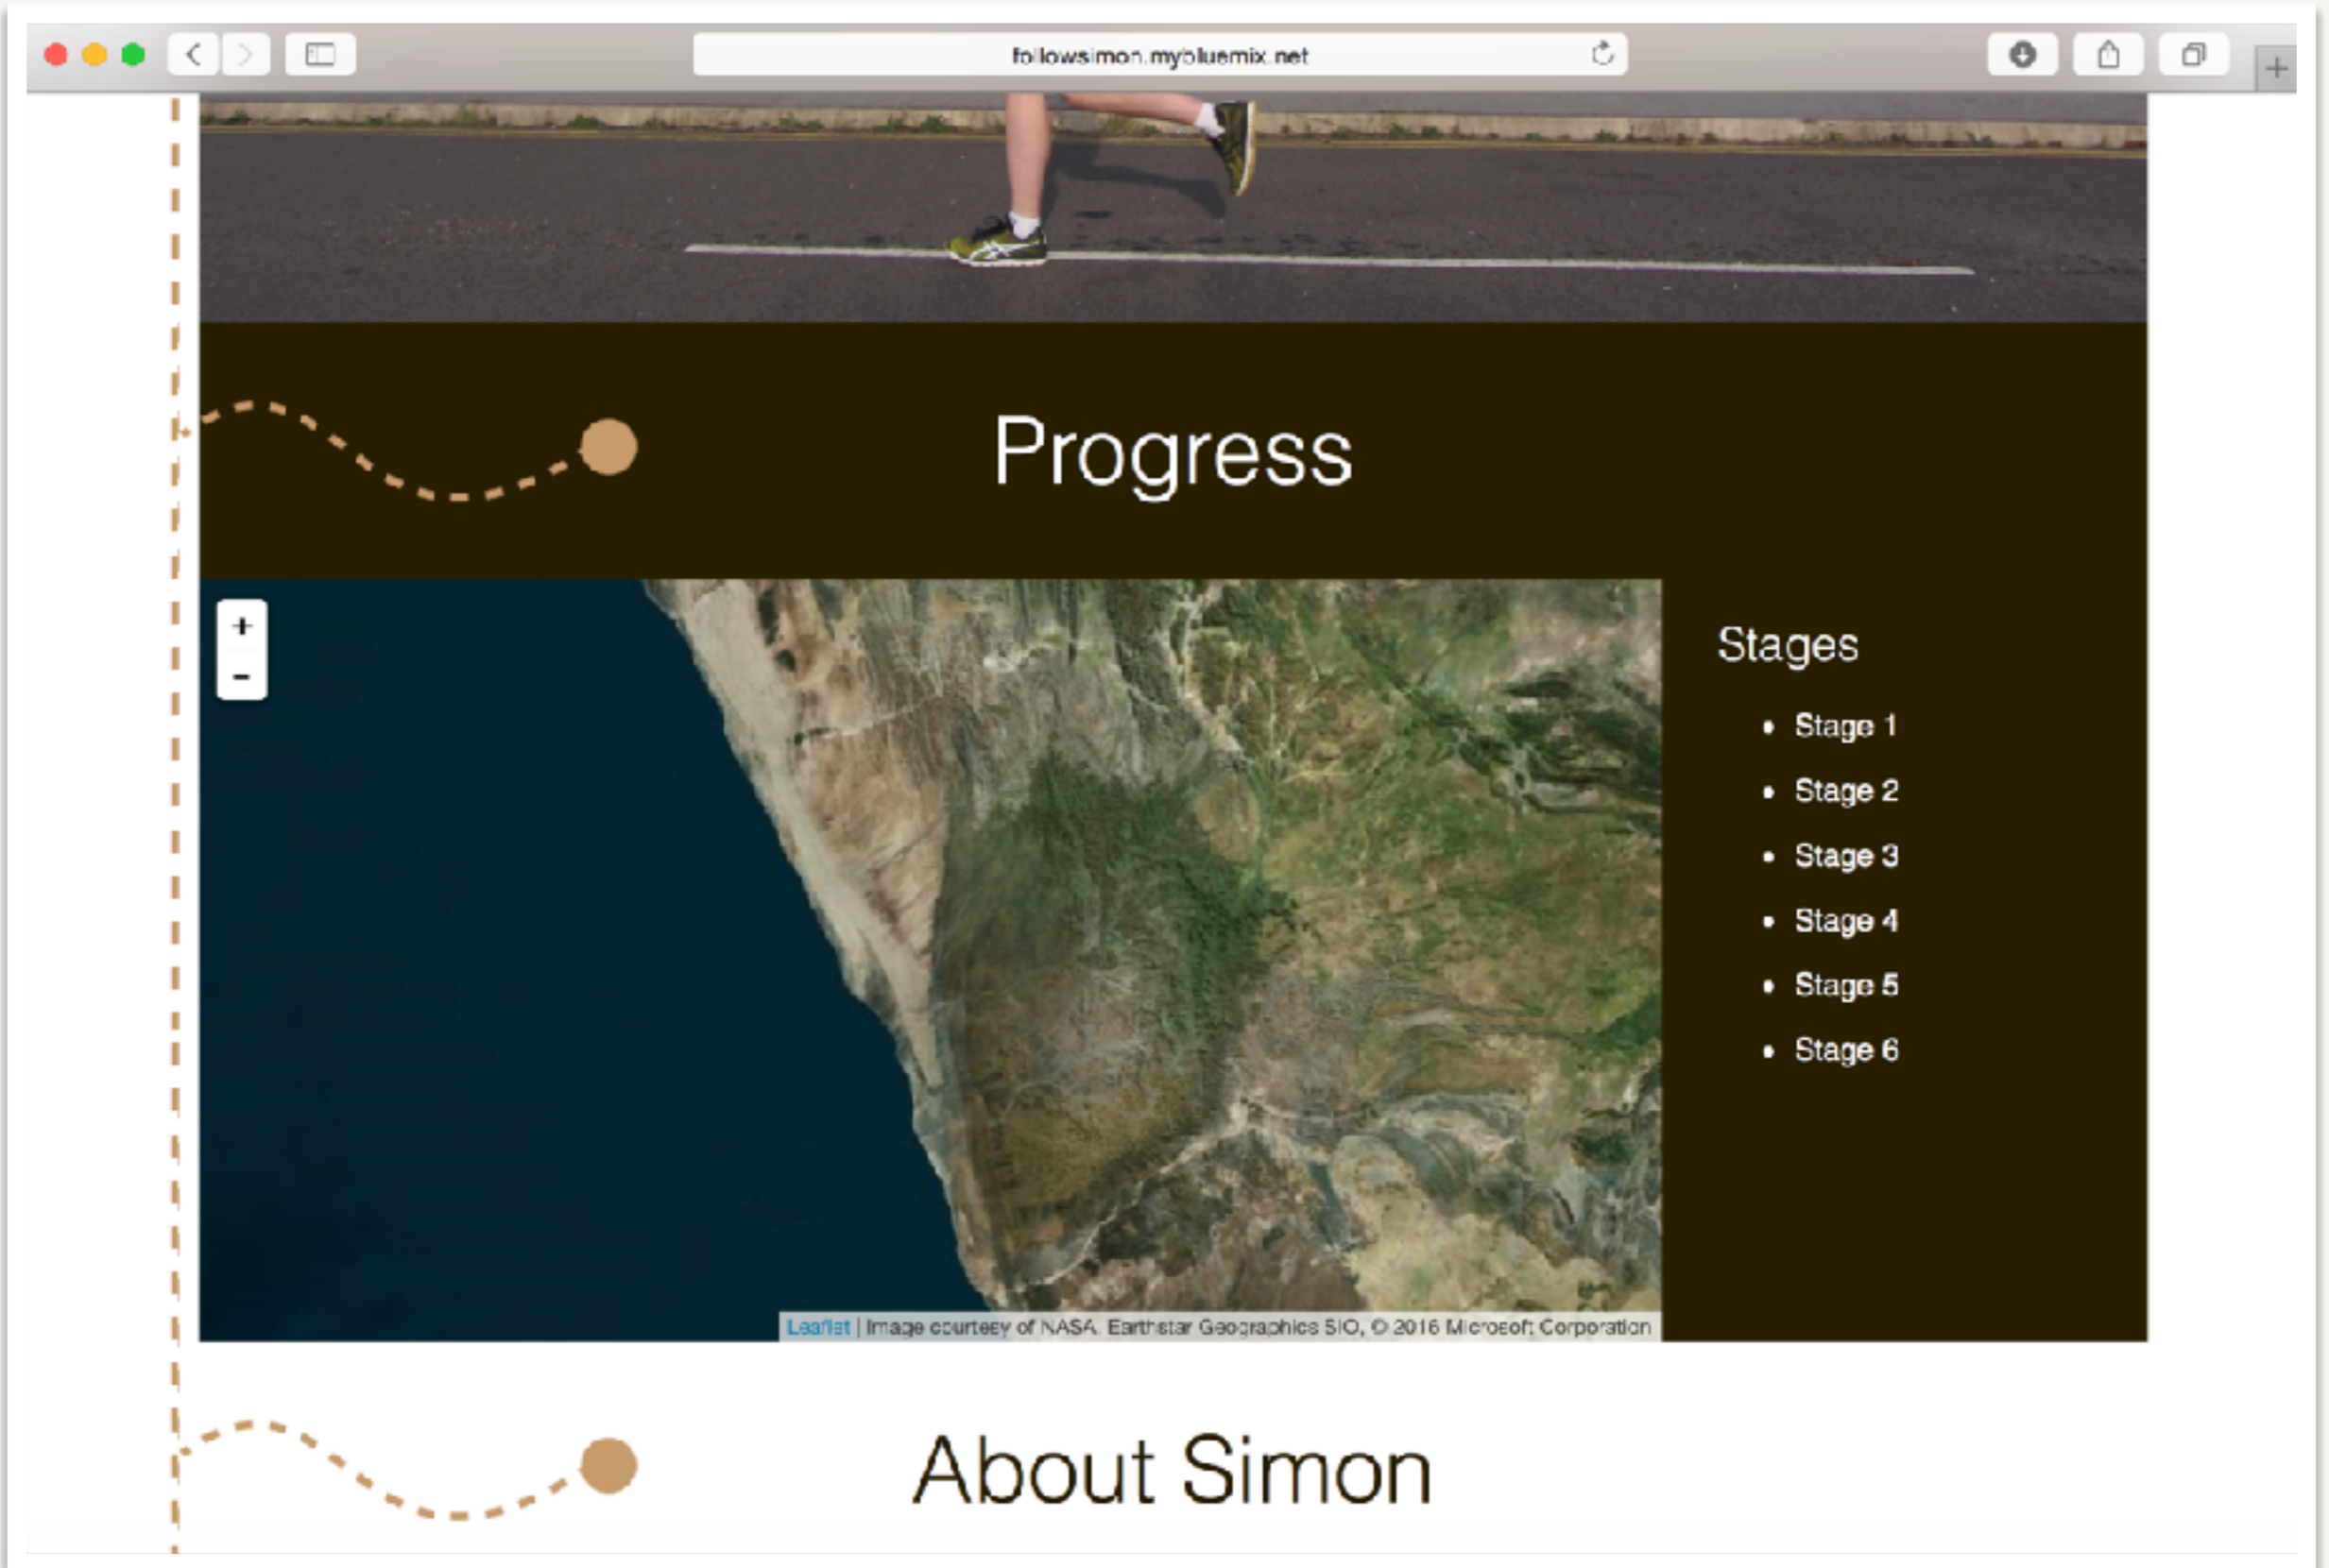 followsimon.mybluemix.net
Progress
+
-
Stages
• Stage 1
• Stage 2
• Stage 3
• Stage 4
• Stage 5
• Stage 6
Leaflet | Image courtesy of NASA, Earthstar Geographics SIO, © 2016 Microsoft Corporation
About Simon